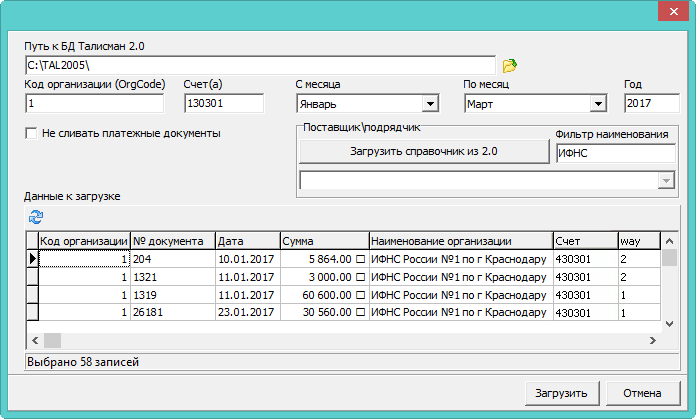 Путь к БД Талисман 2.0
C:\TAL2005\
Код организации (OrgCode) Счет(а) С месяца По месяц Год
1 130301 Январь Март 2017
Не сливать платежные документы
Поставщик\подрядчик
Фильтр наименования
Загрузить справочник из 2.0 ИФНС
Данные к загрузке
Код организации № документа Дата Сумма Наименование организации Счет way
1 204 10.01.2017 5 864.00 ИФНС России №1 по г Краснодару 430301 2
1 1321 11.01.2017 3 000.00 ИФНС России №1 по г Краснодару 430301 2
1 1319 11.01.2017 60 600.00 ИФНС России №1 по г Краснодару 430301 1
1 26181 23.01.2017 30 560.00 ИФНС России №1 по г Краснодару 430301 1
Выбрано 58 записей
Загрузить Отмена